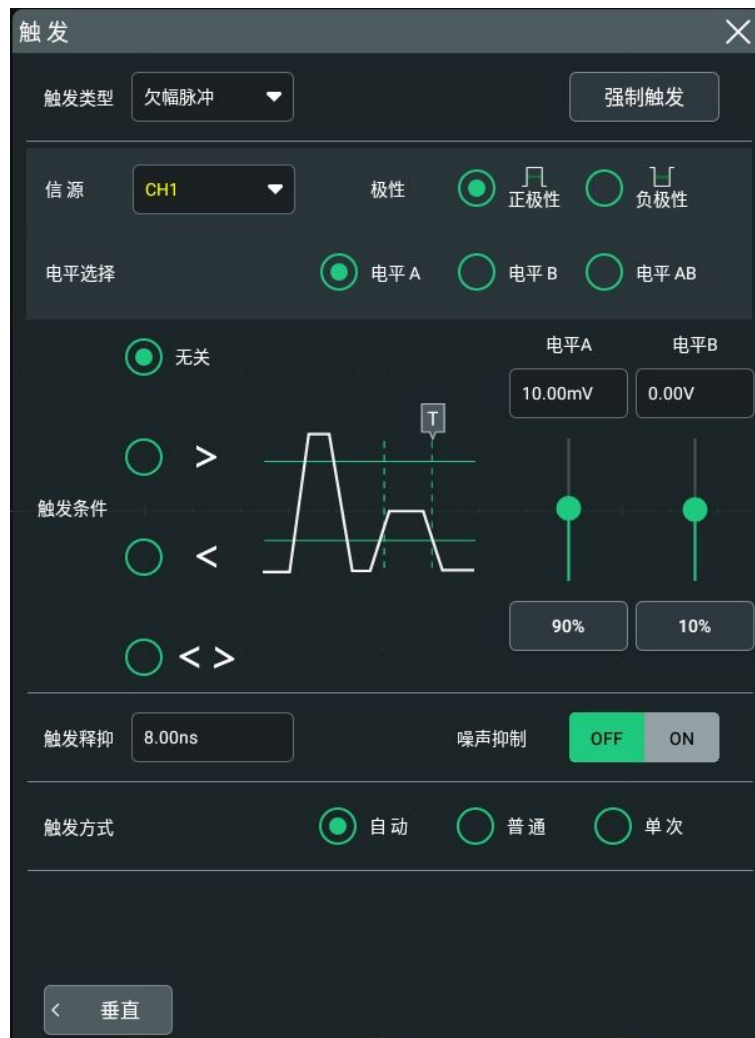 触发
触发类型 欠幅脉冲 强制触发
信源 CH1 极性 正极性 负极性
电平选择 电平 A 电平 B 电平 AB
无关 电平A 电平B
10.00mV 0.00V
T
>
触发条件
<
90% 10%
< >
触发释抑 8.00ns 噪声抑制 OFF ON
触发方式 自动 普通 单次
< 垂直